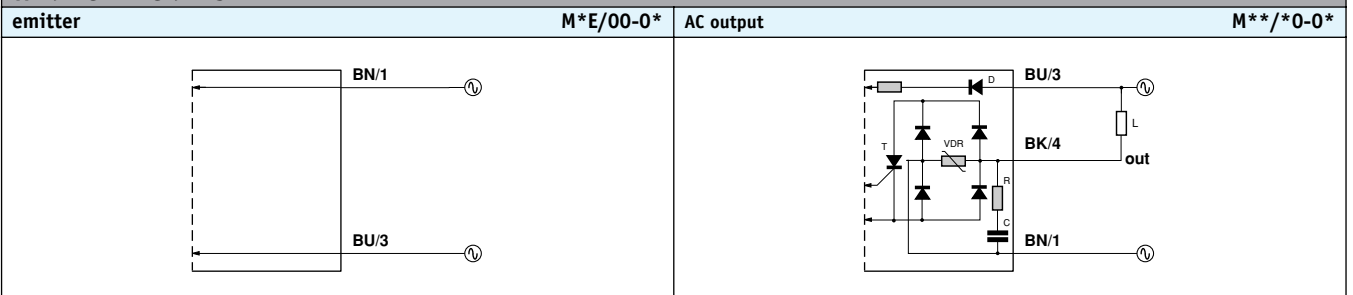 emitter M*E/00-0*
AC output M**/*0-0*
BN/1
BU/3
D
BU/3
L
T
VDR
BK/4
out
R
C
BN/1